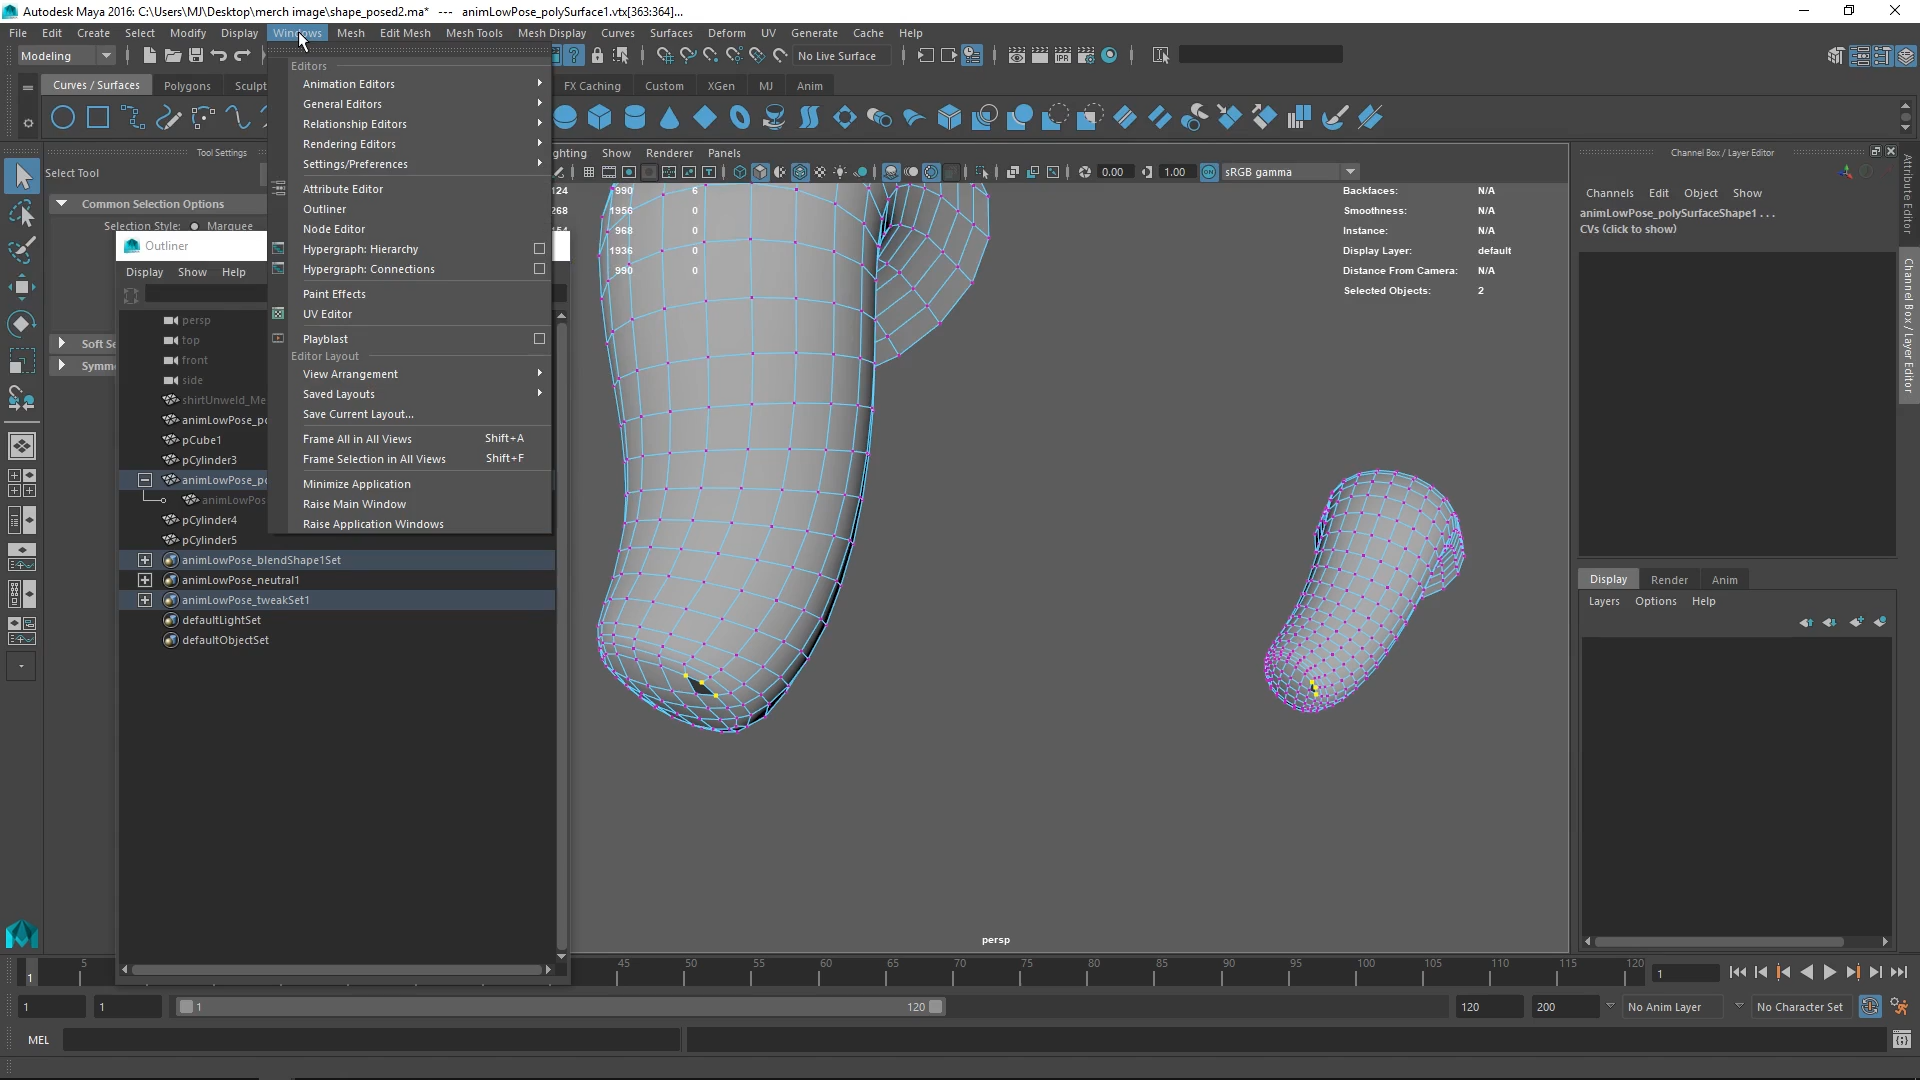 Autodesk Maya 2016: C:\Users\MJ\Desktop\merch image\shape_posed2.ma* --- animLowPose_polySurface1.vtx[363:364]...
File Edit Create Select Modify Display Windows Mesh Edit Mesh Mesh Tools Mesh Display Curves Surfaces Deform UV Generate Cache Help
Modeling
No Live Surface
Curves / Surfaces Polygons Sculpt
FX Caching Custom XGen MJ Anim
Editors
Animation Editors
General Editors
Relationship Editors
Rendering Editors
Settings/Preferences
Attribute Editor
Outliner
Node Editor
Hypergraph: Hierarchy
Hypergraph: Connections
Paint Effects
UV Editor
Playblast
Editor Layout
View Arrangement
Saved Layouts
Save Current Layout...
Frame All in All Views Shift+A
Frame Selection in All Views Shift+F
Minimize Application
Raise Main Window
Raise Application Windows
Tool Settings
Select Tool
Common Selection Options
Selection Style: Marquee
Soft Se
Symm
Outliner
Display Show Help
persp
top
front
side
shirtUnweld_Me
animLowPose_po
pCube1
pCylinder3
animLowPose_po
animLowPos
pCylinder4
pCylinder5
animLowPose_blendShape1Set
animLowPose_neutral1
animLowPose_tweakSet1
defaultLightSet
defaultObjectSet
ghting Show Renderer Panels
0.00 1.00 sRGB gamma
124 990 6
268 1956 0
968 0
1936 0
990 0
Backfaces: N/A
Smoothness: N/A
Instance: N/A
Display Layer: default
Distance From Camera: N/A
Selected Objects: 2
persp
Channel Box / Layer Editor
Channels Edit Object Show
animLowPose_polySurfaceShape1 . . .
CVs (click to show)
Attribute Editor
Channel Box / Layer Editor
Display Render Anim
Layers Options Help
1 5 45 50 55 60 65 70 75 80 85 90 95 100 105 110 115 120 1
1 1 1 120 120 200 No Anim Layer No Character Set
MEL